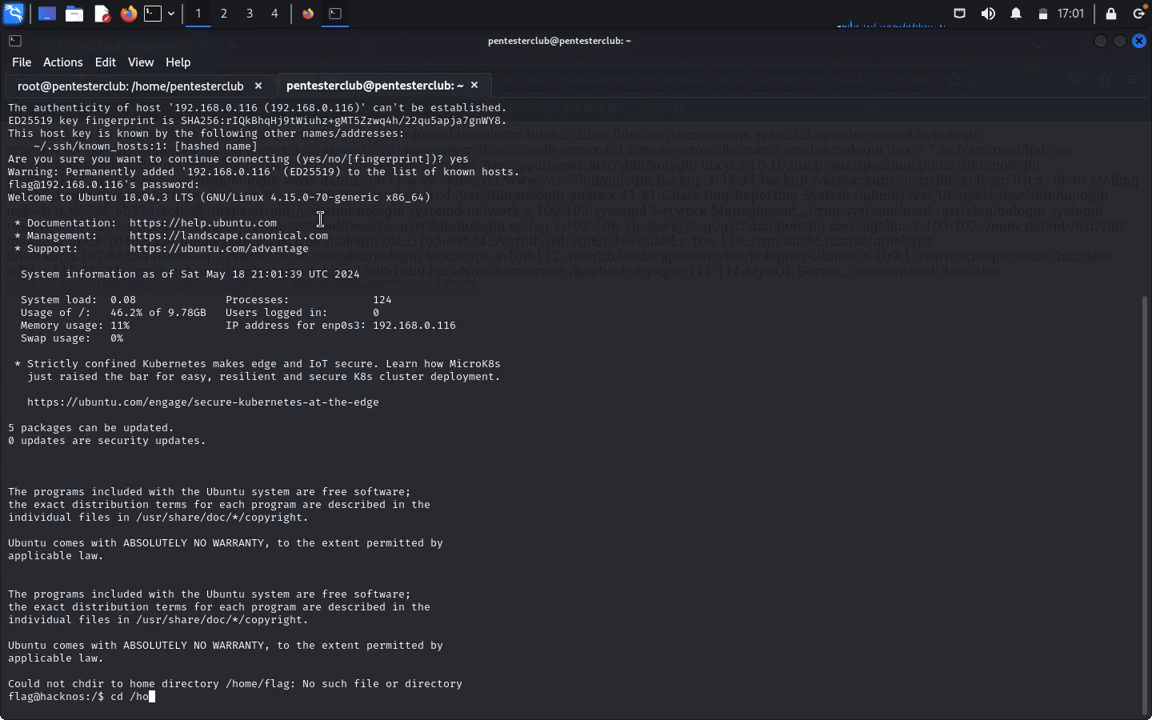 1 2 3 4 17:01
pentesterclub@pentesterclub: ~
File Actions Edit View Help
root@pentesterclub: /home/pentesterclub pentesterclub@pentesterclub: ~
The authenticity of host '192.168.0.116 (192.168.0.116)' can't be established.
ED25519 key fingerprint is SHA256:rIQkBhqHj9tWiuhz+gMT5Zzwq4h/22qu5apja7gnWY8.
This host key is known by the following other names/addresses:
~/.ssh/known_hosts:1: [hashed name]
Are you sure you want to continue connecting (yes/no/[fingerprint])? yes
Warning: Permanently added '192.168.0.116' (ED25519) to the list of known hosts.
flag@192.168.0.116's password:
Welcome to Ubuntu 18.04.3 LTS (GNU/Linux 4.15.0-70-generic x86_64)
* Documentation: https://help.ubuntu.com
* Management: https://landscape.canonical.com
* Support: https://ubuntu.com/advantage
System information as of Sat May 18 21:01:39 UTC 2024
System load: 0.08 Processes: 124
Usage of /: 46.2% of 9.78GB Users logged in: 0
Memory usage: 11% IP address for enp0s3: 192.168.0.116
Swap usage: 0%
* Strictly confined Kubernetes makes edge and IoT secure. Learn how MicroK8s
just raised the bar for easy, resilient and secure K8s cluster deployment.
https://ubuntu.com/engage/secure-kubernetes-at-the-edge
5 packages can be updated.
0 updates are security updates.
The programs included with the Ubuntu system are free software;
the exact distribution terms for each program are described in the
individual files in /usr/share/doc/*/copyright.
Ubuntu comes with ABSOLUTELY NO WARRANTY, to the extent permitted by
applicable law.
The programs included with the Ubuntu system are free software;
the exact distribution terms for each program are described in the
individual files in /usr/share/doc/*/copyright.
Ubuntu comes with ABSOLUTELY NO WARRANTY, to the extent permitted by
applicable law.
Could not chdir to home directory /home/flag: No such file or directory
flag@hacknos:/$ cd /ho